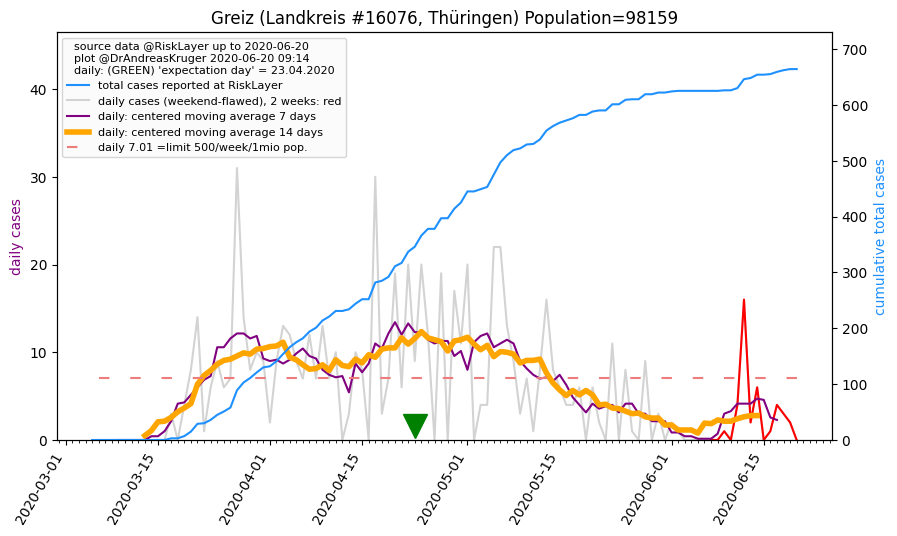 Greiz (Landkreis #16076, Thüringen) Population=98159
source data @RiskLayer up to 2020-06-20
plot @DrAndreasKruger 2020-06-20 09:14
daily: (GREEN) 'expectation day' = 23.04.2020
total cases reported at RiskLayer
daily cases (weekend-flawed), 2 weeks: red
daily: centered moving average 7 days
daily: centered moving average 14 days
daily 7.01 =limit 500/week/1mio pop.
daily cases
40
30
20
10
0
700
600
500
400
300
200
100
0
cumulative total cases
2020-03-01
2020-03-15
2020-04-01
2020-04-15
2020-05-01
2020-05-15
2020-06-01
2020-06-15